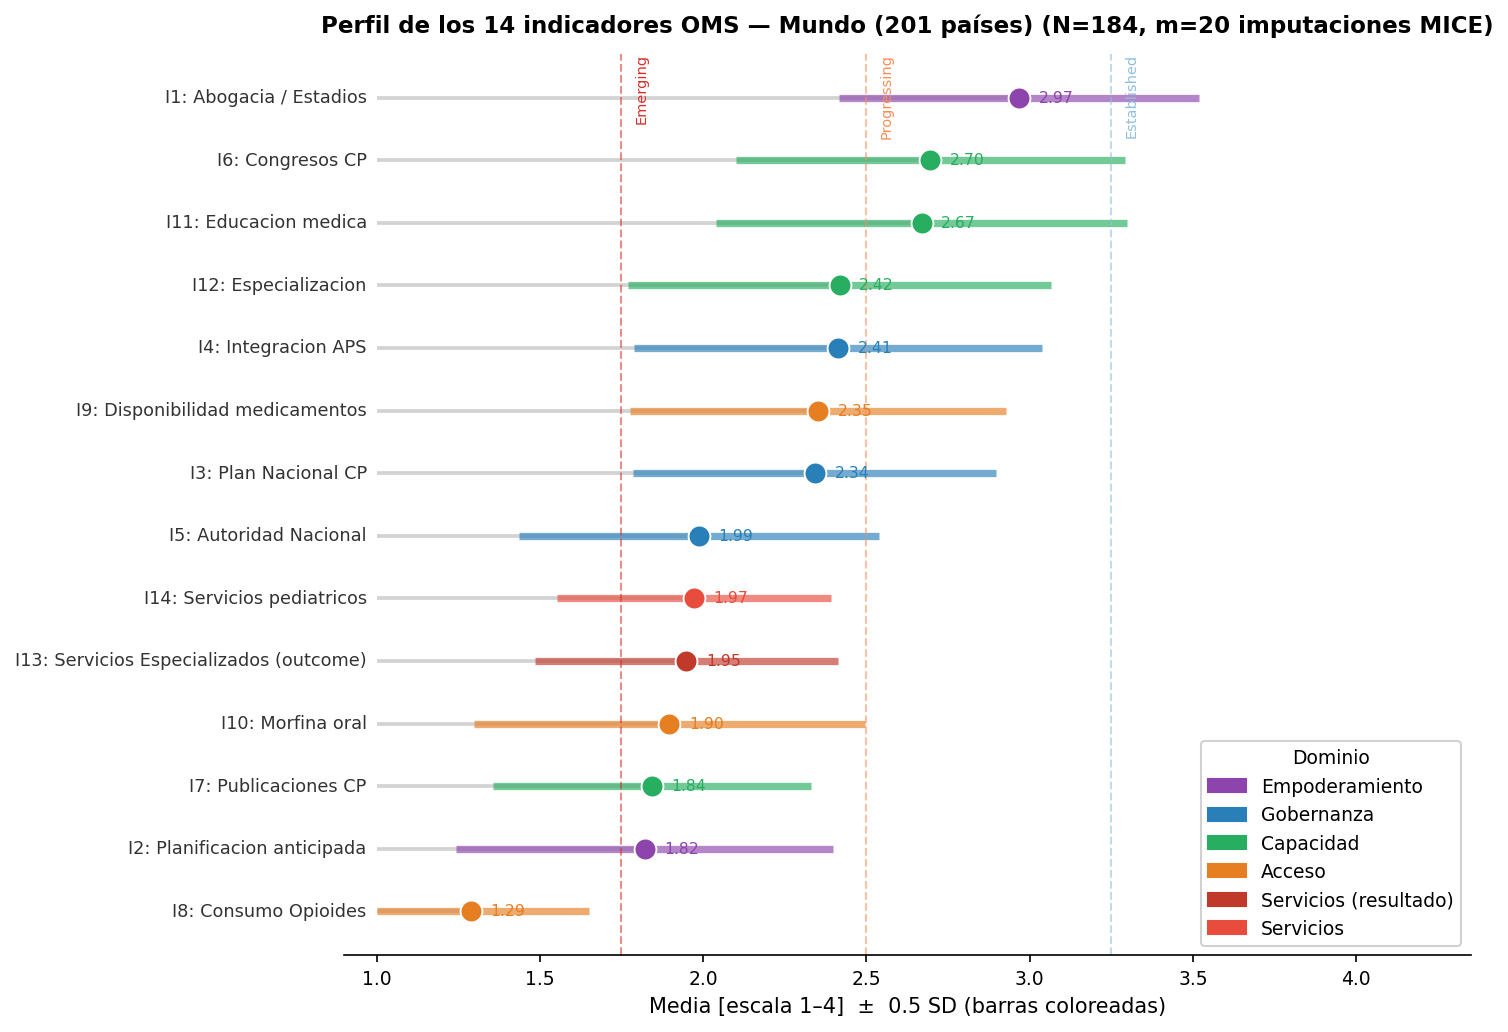 Perfil de los 14 indicadores OMS — Mundo (201 países) (N=184, m=20 imputaciones MICE)
Emerging
Progressing
Established
I1: Abogacia / Estadios
2.97
I6: Congresos CP
2.70
I11: Educacion medica
2.67
I12: Especializacion
2.42
I4: Integracion APS
2.41
I9: Disponibilidad medicamentos
2.35
I3: Plan Nacional CP
2.34
I5: Autoridad Nacional
1.99
I14: Servicios pediatricos
1.97
I13: Servicios Especializados (outcome)
1.95
I10: Morfina oral
1.90
I7: Publicaciones CP
1.84
I2: Planificacion anticipada
1.82
I8: Consumo Opioides
1.29
Dominio
Empoderamiento
Gobernanza
Capacidad
Acceso
Servicios (resultado)
Servicios
1.0 1.5 2.0 2.5 3.0 3.5 4.0
Media [escala 1–4] ± 0.5 SD (barras coloreadas)